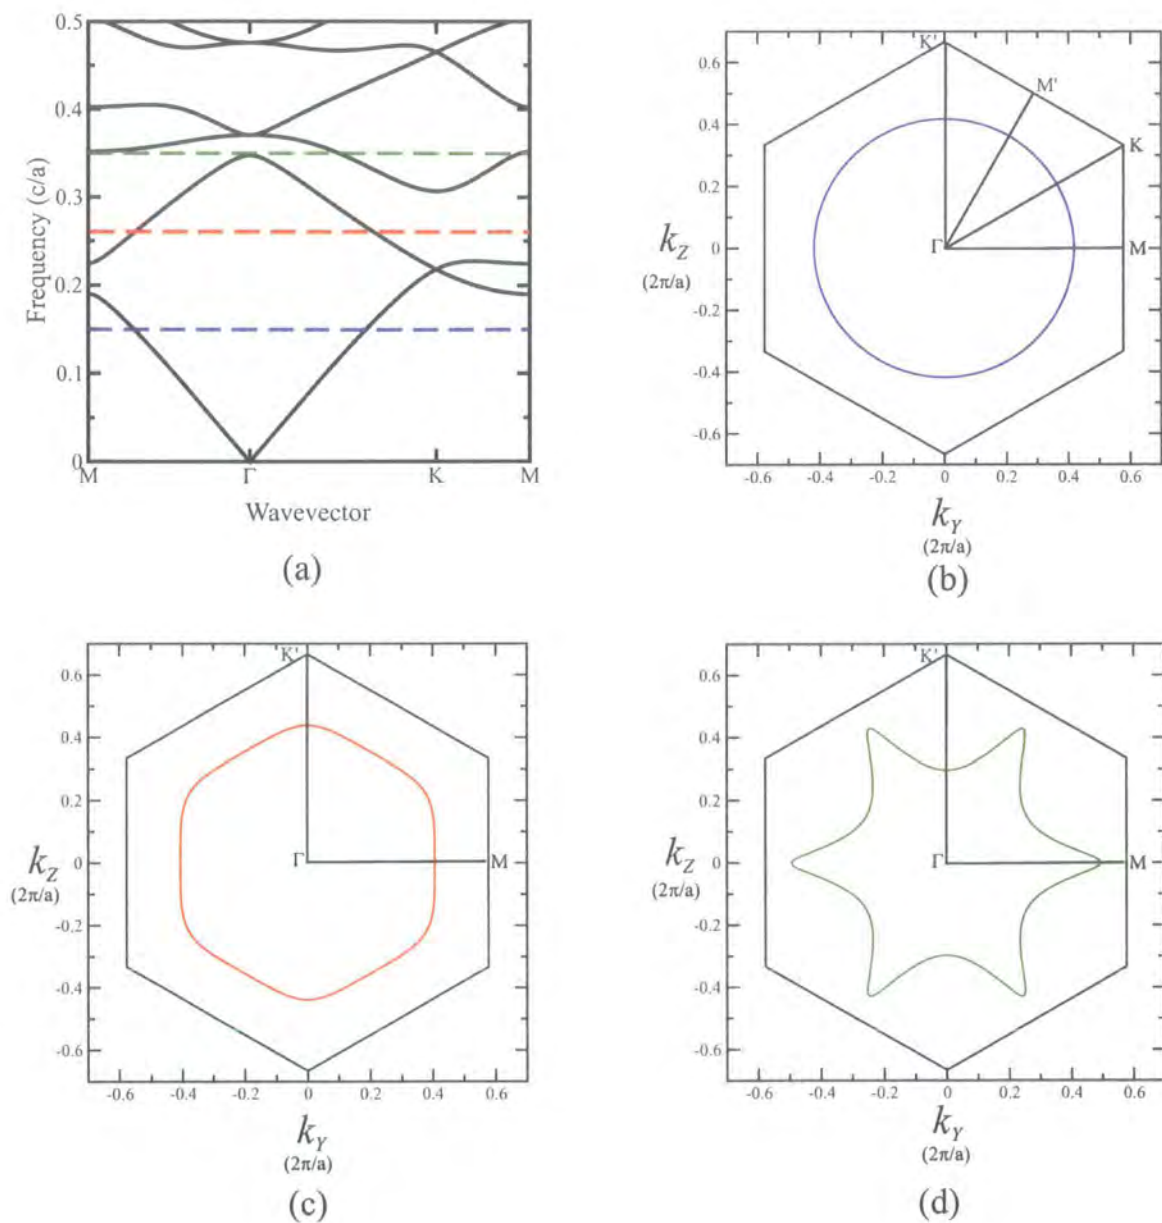 0.5
0.4
0.3
0.2
0.1
0
Frequency (c/a)
M Γ K M
Wavevector
(a)
0.6
0.4
0.2
0
-0.2
-0.4
-0.6
k_Z
(2π/a)
K'
M'
K
Γ
M
-0.6 -0.4 -0.2 0 0.2 0.4 0.6
k_Y
(2π/a)
(b)
0.6
0.4
0.2
0
-0.2
-0.4
-0.6
k_Z
(2π/a)
K'
Γ
M
-0.6 -0.4 -0.2 0 0.2 0.4 0.6
k_Y
(2π/a)
(c)
0.6
0.4
0.2
0
-0.2
-0.4
-0.6
k_Z
(2π/a)
K'
Γ
M
-0.6 -0.4 -0.2 0 0.2 0.4 0.6
k_Y
(2π/a)
(d)